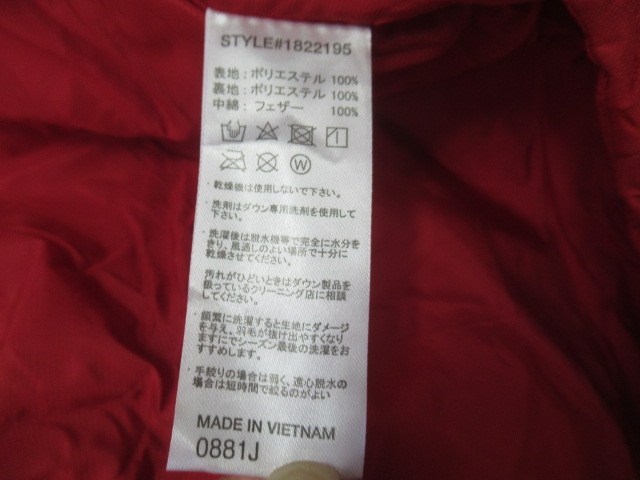 STYLE#1822195
表地：ポリエステル 100%
裏地：ポリエステル 100%
中綿：フェザー 100%
W
・乾燥機は使用しないで下さい。
・洗剤はダウン専用洗剤を使用して
下さい。
・洗濯後は脱水機等で完全に水分を
きり、風通しのよい場所で十分に
乾燥させてください。
・汚れがひどいときはダウン製品を
扱っているクリーニング店に相談
してください。
・頻繁に洗濯すると生地にダメージ
を与え、羽毛が抜け出やすくなり
ますにでシーズン最後の洗濯をお
すすめします。
・手絞りの場合は弱く、遠心脱水の
場合は短時間で絞るのがよい
MADE IN VIETNAM
0881J